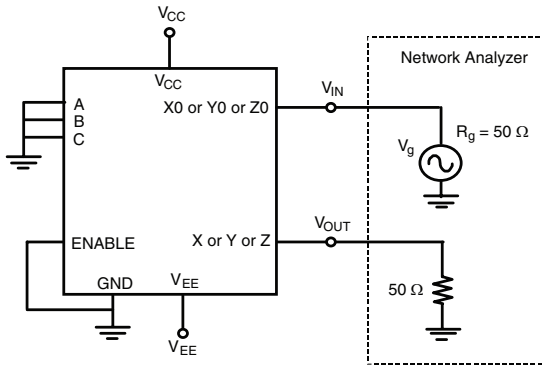 VCC
Network Analyzer
VCC
A
B
C
X0 or Y0 or Z0
VIN
Vg
Rg = 50 Ω
ENABLE
X or Y or Z
VOUT
GND
VEE
50 Ω
VEE